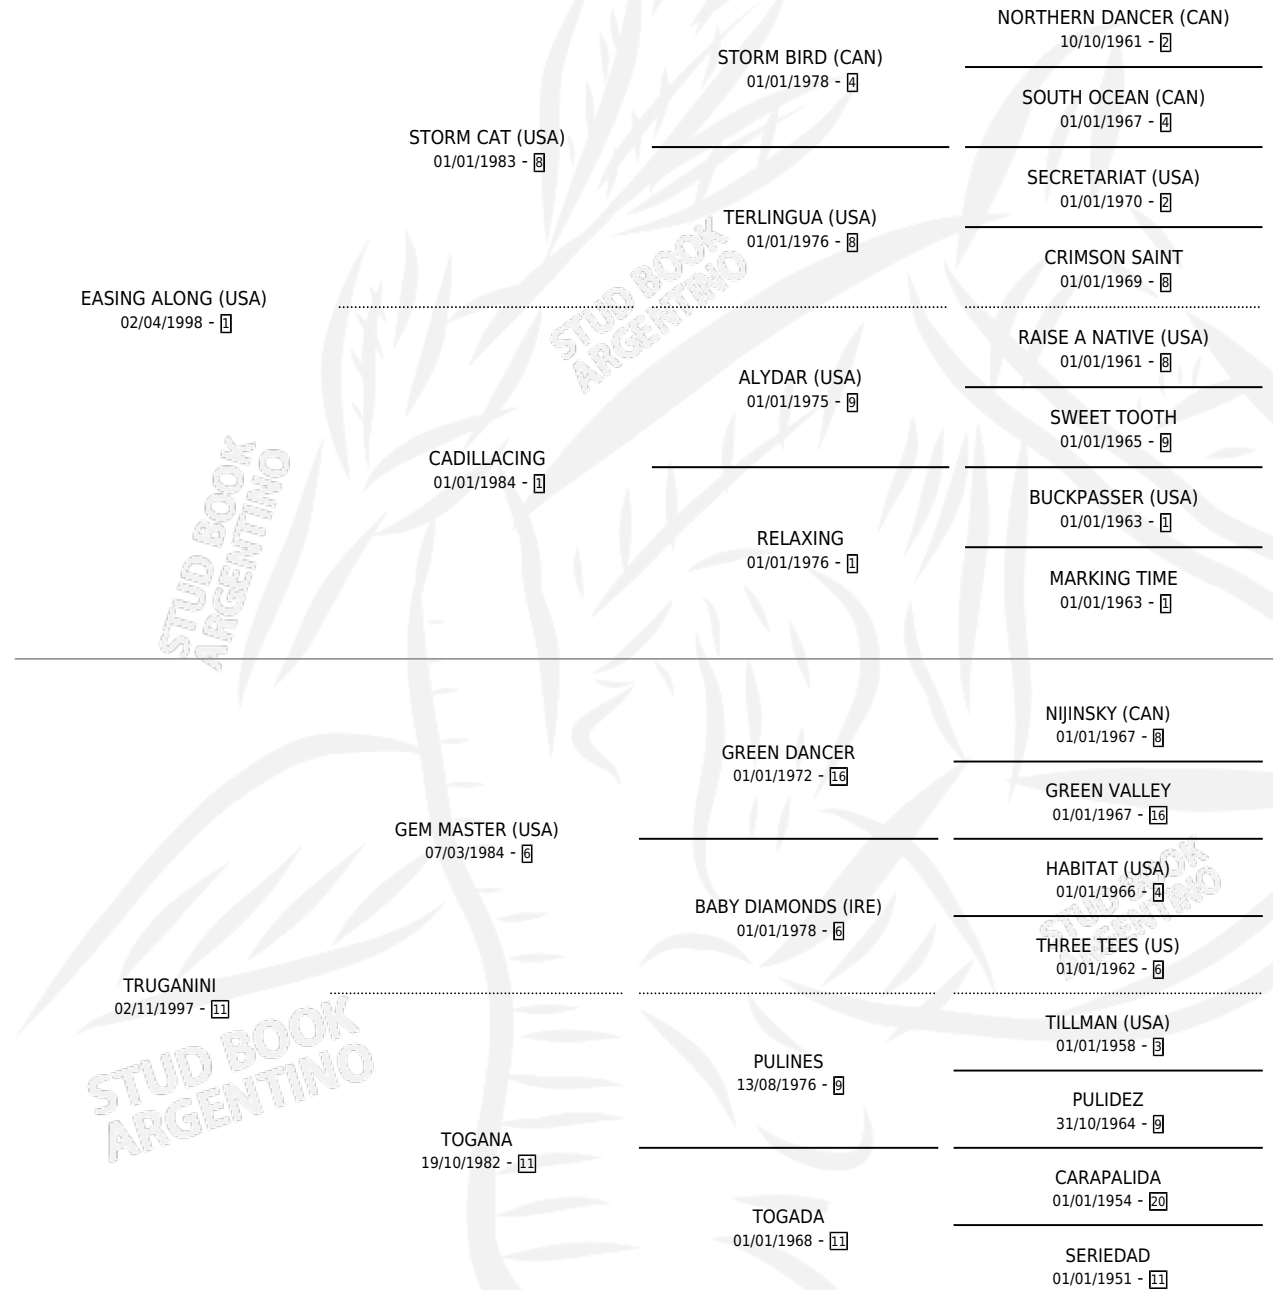 NORTHERN DANCER (CAN)
10/10/1961 - 2
STORM BIRD (CAN)
01/01/1978 - 4
SOUTH OCEAN (CAN)
01/01/1967 - 4
STORM CAT (USA)
01/01/1983 - 8
SECRETARIAT (USA)
01/01/1970 - 2
TERLINGUA (USA)
01/01/1976 - 8
CRIMSON SAINT
01/01/1969 - 8
EASING ALONG (USA)
02/04/1998 - 1
RAISE A NATIVE (USA)
01/01/1961 - 8
ALYDAR (USA)
01/01/1975 - 9
SWEET TOOTH
01/01/1965 - 9
CADILLACING
01/01/1984 - 1
BUCKPASSER (USA)
01/01/1963 - 1
RELAXING
01/01/1976 - 1
MARKING TIME
01/01/1963 - 1
NIJINSKY (CAN)
01/01/1967 - 8
GREEN DANCER
01/01/1972 - 16
GREEN VALLEY
01/01/1967 - 16
GEM MASTER (USA)
07/03/1984 - 6
HABITAT (USA)
01/01/1966 - 4
BABY DIAMONDS (IRE)
01/01/1978 - 6
THREE TEES (US)
01/01/1962 - 6
TRUGANINI
02/11/1997 - 11
TILLMAN (USA)
01/01/1958 - 3
PULINES
13/08/1976 - 9
PULIDEZ
31/10/1964 - 9
TOGANA
19/10/1982 - 11
CARAPALIDA
01/01/1954 - 20
TOGADA
01/01/1968 - 11
SERIEDAD
01/01/1951 - 11
STUD BOOK
ARGENTINO
STUD BOOK
ARGENTINO
STUD BOOK
ARGENTINO
STUD BOOK
ARGENTINO